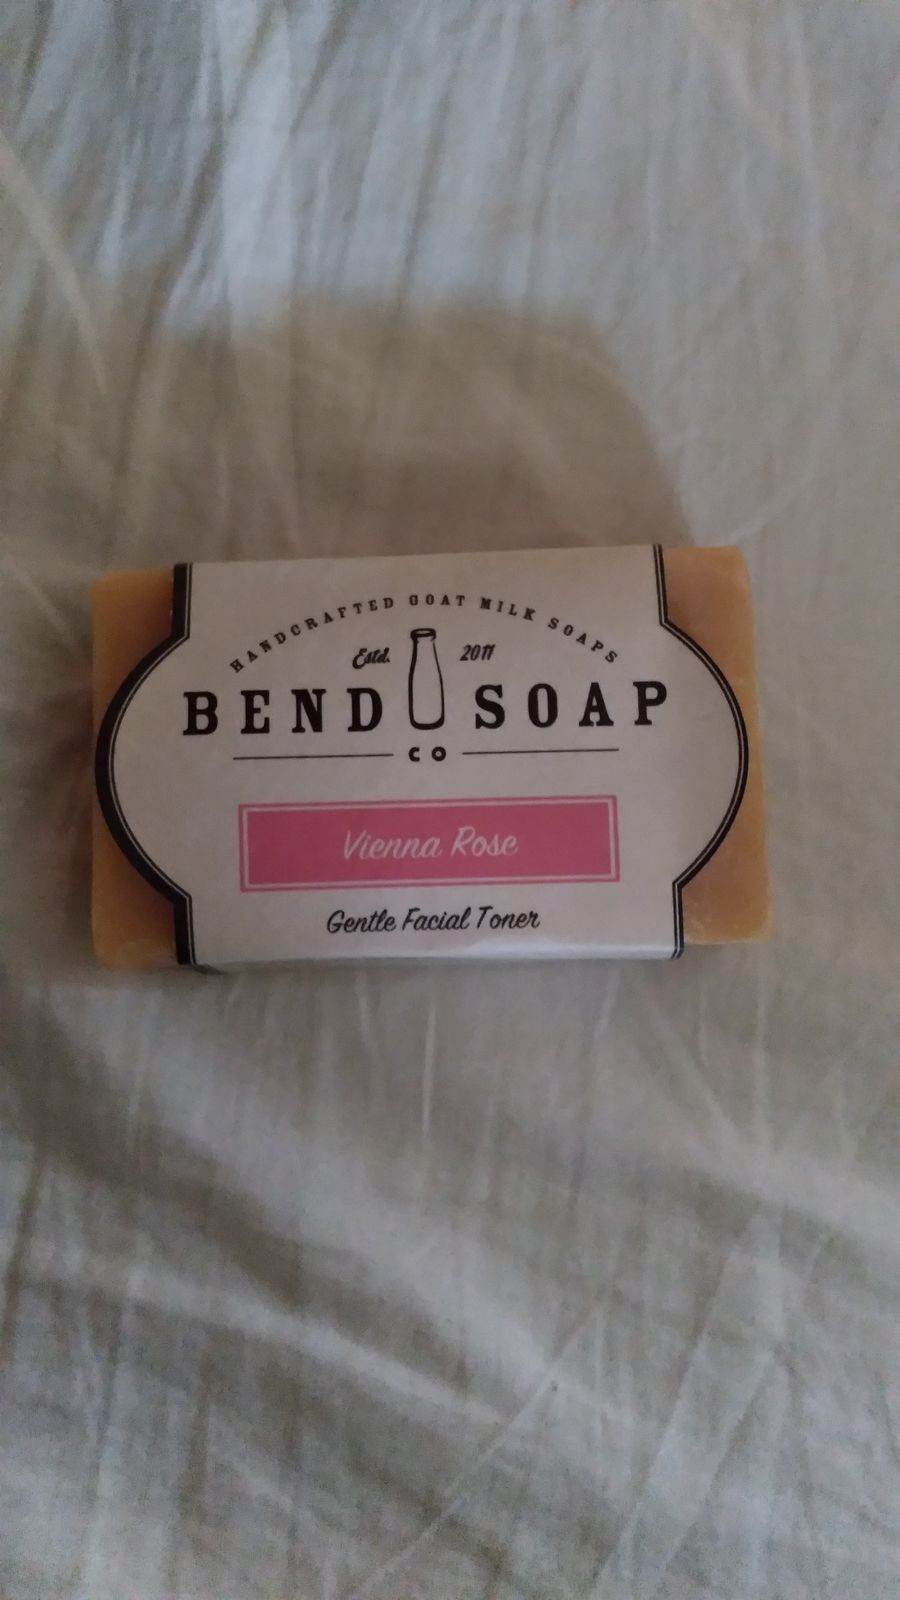 HANDCRAFTED GOAT MILK SOAPS
Estd. 2011
BEND SOAP
CO
Vienna Rose
Gentle Facial Toner